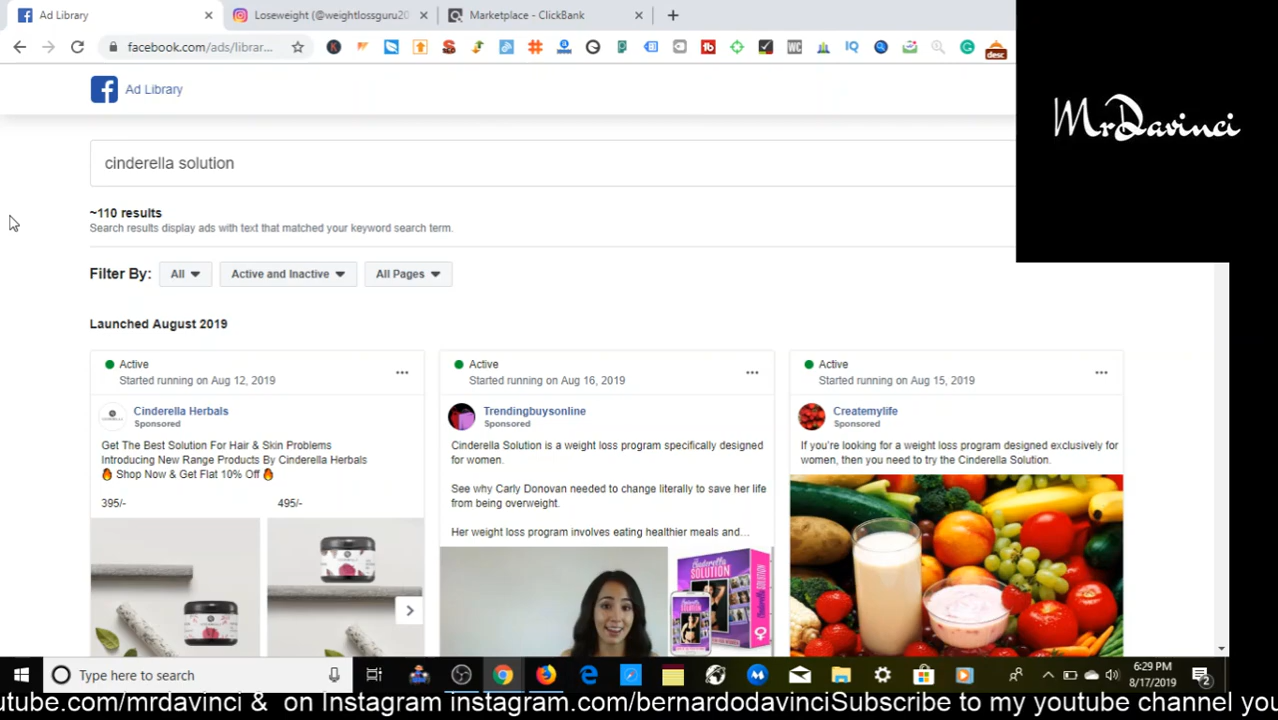 Ad Library
Loseweight (@weightlossguru20
Marketplace - ClickBank
facebook.com/ads/librar...
desc
Ad Library
MrDavinci
cinderella solution
~110 results
Search results display ads with text that matched your keyword search term.
Filter By: All Active and Inactive All Pages
Launched August 2019
Active
Started running on Aug 12, 2019
Cinderella Herbals
Sponsored
Get The Best Solution For Hair & Skin Problems
Introducing New Range Products By Cinderella Herbals
🔥 Shop Now & Get Flat 10% Off 🔥
395/- 495/-
Active
Started running on Aug 16, 2019
Trendingbuysonline
Sponsored
Cinderella Solution is a weight loss program specifically designed
for women.
See why Carly Donovan needed to change literally to save her life
from being overweight.
Her weight loss program involves eating healthier meals and...
Cinderella
SOLUTION
Active
Started running on Aug 15, 2019
Createmylife
Sponsored
If you're looking for a weight loss program designed exclusively for
women, then you need to try the Cinderella Solution.
Type here to search
6:29 PM
8/17/2019
2
utube.com/mrdavinci & on Instagram instagram.com/bernardodavinciSubscribe to my youtube channel you